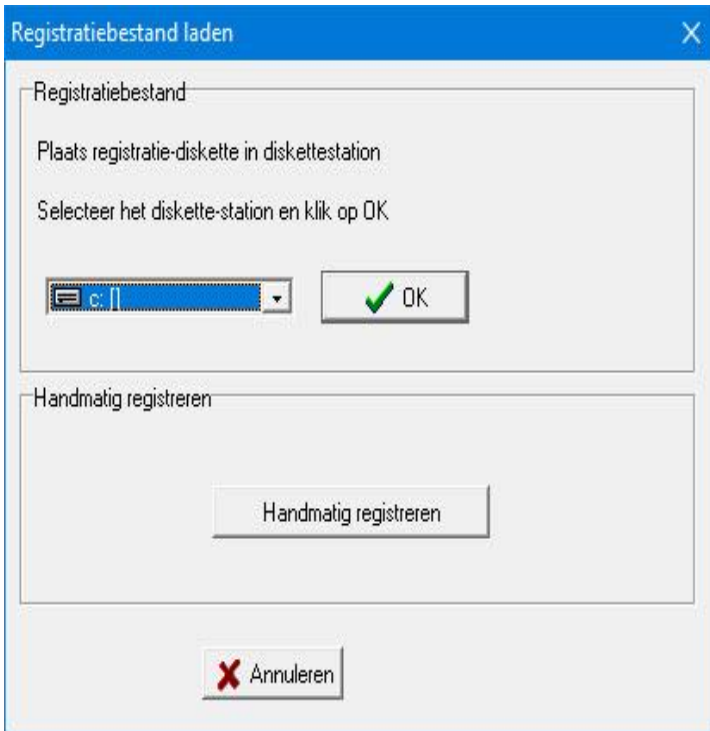 Registratiebestand laden
Registratiebestand
Plaats registratie-diskette in diskettestation
Selecteer het diskette-station en klik op OK
c: []
OK
Handmatig registreren
Handmatig registreren
Annuleren